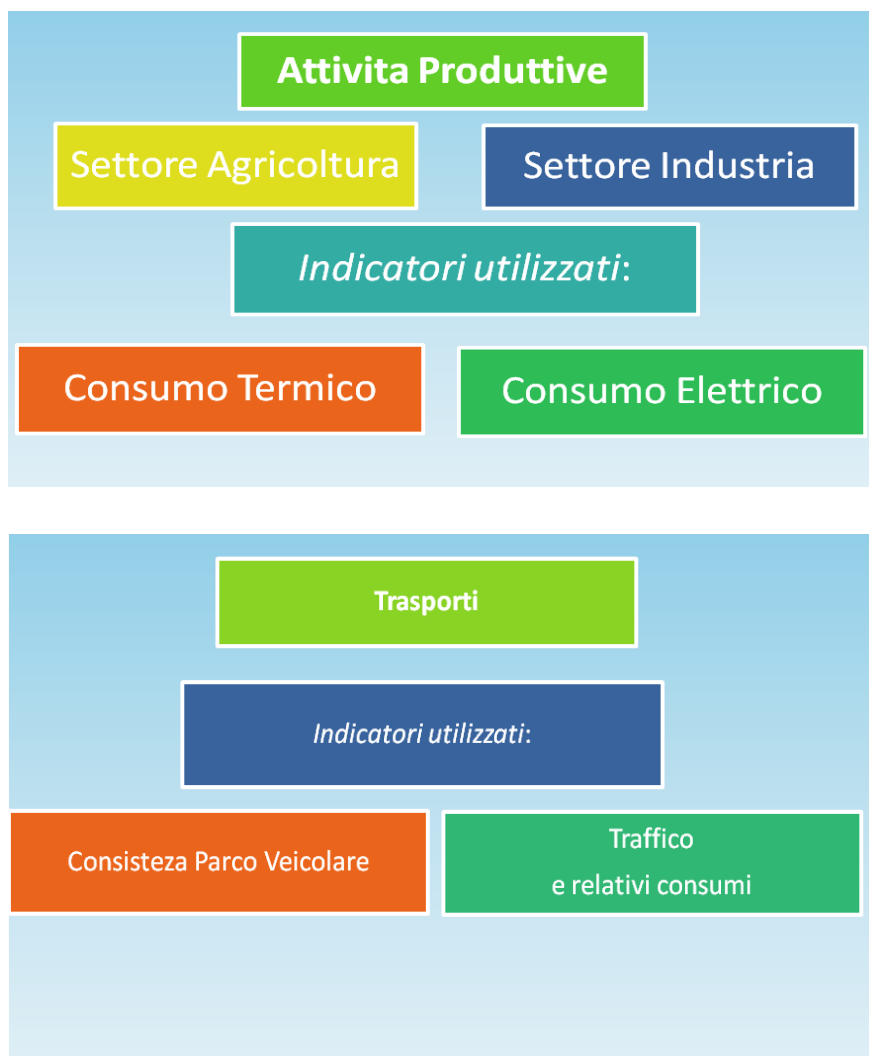 Attivita Produttive
Settore Agricoltura
Settore Industria
Indicatori utilizzati:
Consumo Termico
Consumo Elettrico
Trasporti
Indicatori utilizzati:
Consisteza Parco Veicolare
Traffico
e relativi consumi